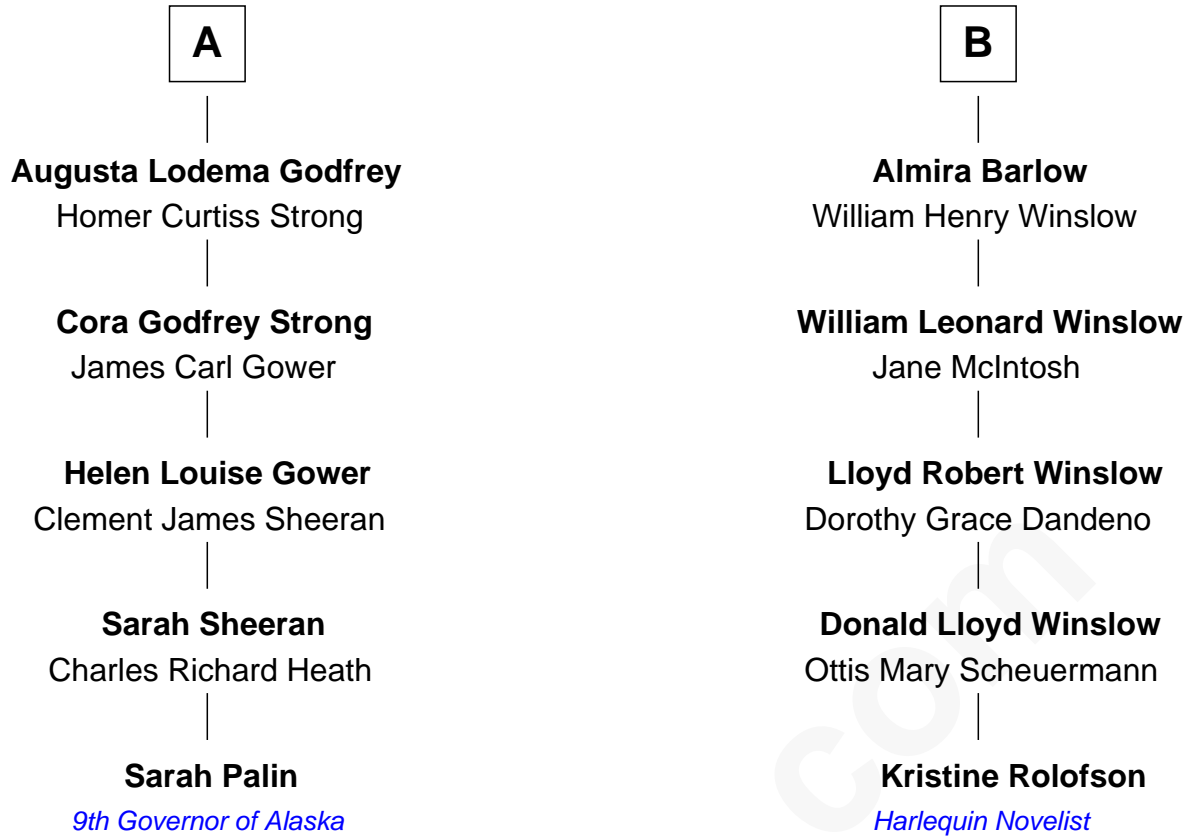 A
Augusta Lodema Godfrey
Homer Curtiss Strong
Cora Godfrey Strong
James Carl Gower
Helen Louise Gower
Clement James Sheeran
Sarah Sheeran
Charles Richard Heath
Sarah Palin
9th Governor of Alaska
B
Almira Barlow
William Henry Winslow
William Leonard Winslow
Jane McIntosh
Lloyd Robert Winslow
Dorothy Grace Dandeno
Donald Lloyd Winslow
Ottis Mary Scheuermann
Kristine Rolofson
Harlequin Novelist
com